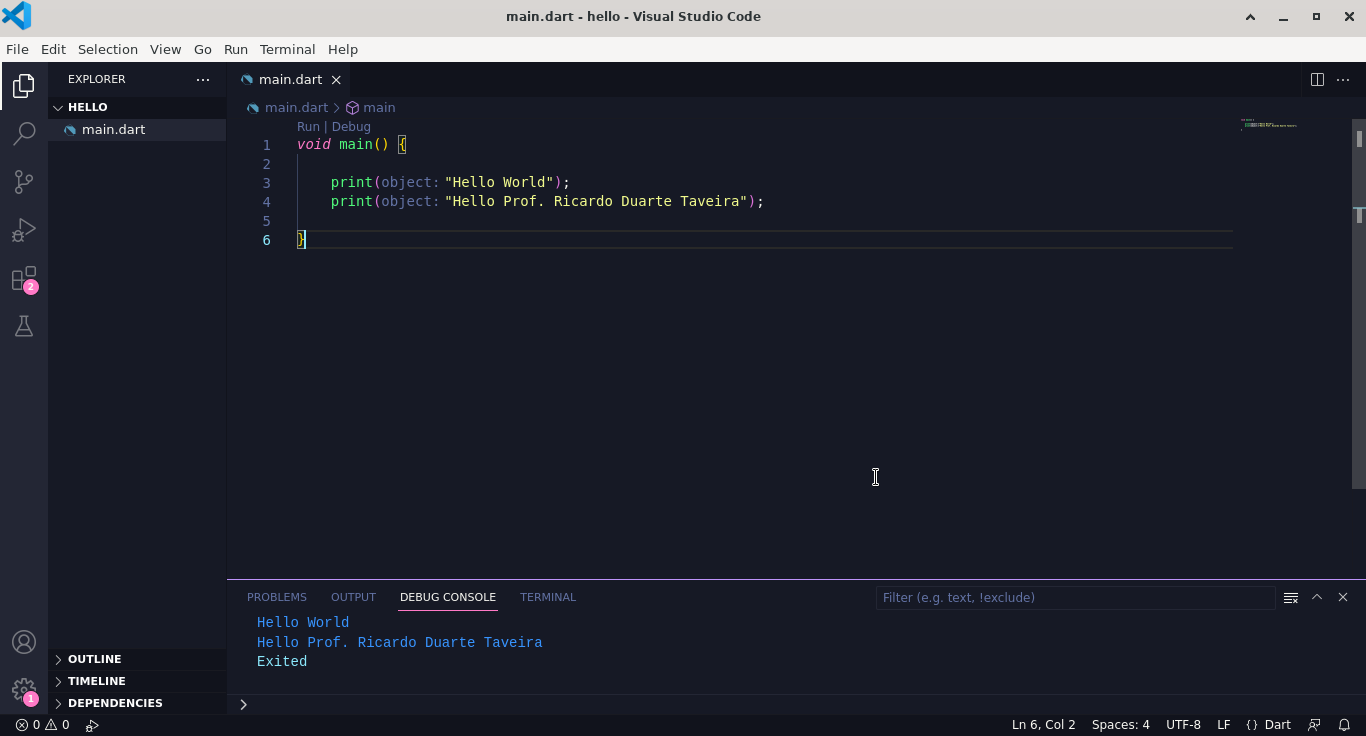 main.dart - hello - Visual Studio Code
File Edit Selection View Go Run Terminal Help
EXPLORER
HELLO
main.dart
OUTLINE
TIMELINE
DEPENDENCIES
2
1
main.dart
main.dart > main
Run | Debug
1 void main() {
2
3 print(object: "Hello World");
4 print(object: "Hello Prof. Ricardo Duarte Taveira");
5
6 }
PROBLEMS OUTPUT DEBUG CONSOLE TERMINAL
Filter (e.g. text, !exclude)
Hello World
Hello Prof. Ricardo Duarte Taveira
Exited
0 0 Ln 6, Col 2 Spaces: 4 UTF-8 LF {} Dart